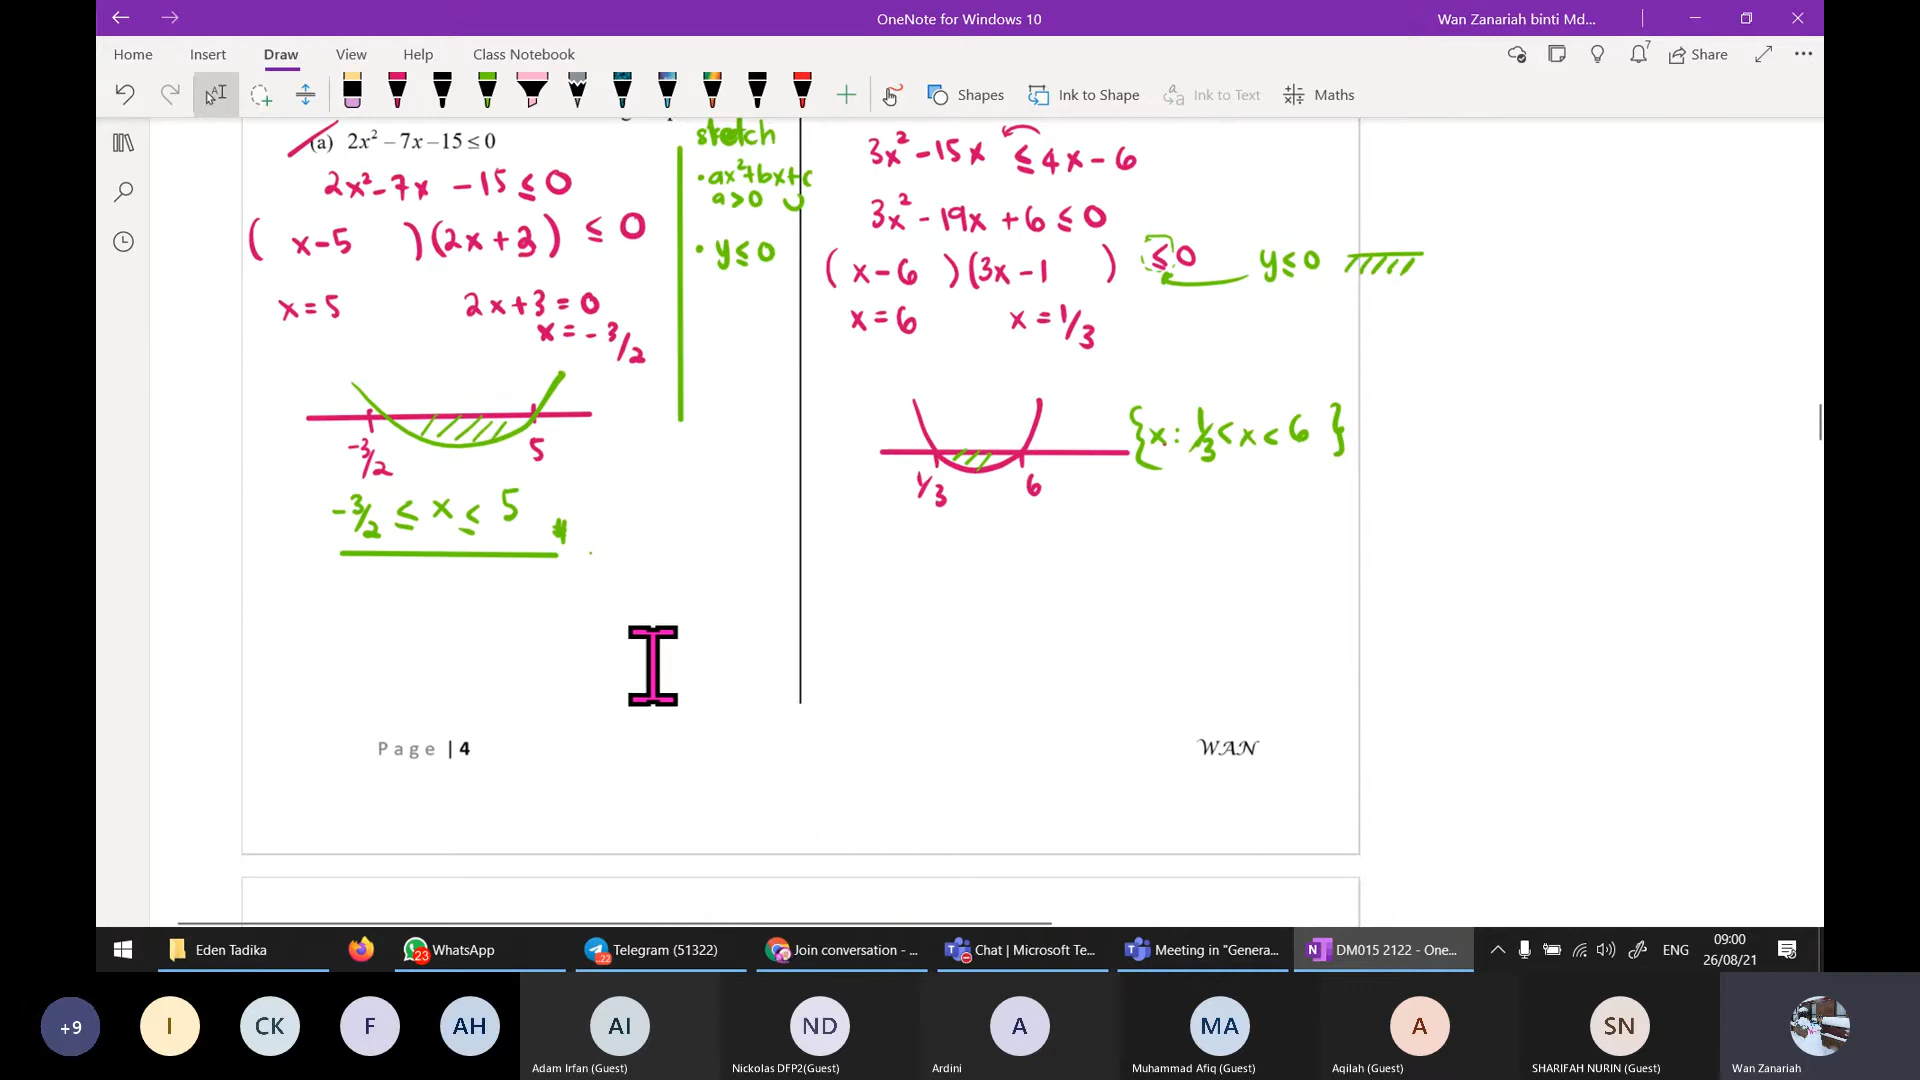 OneNote for Windows 10
Wan Zanariah binti Md...
Home Insert Draw View Help Class Notebook
7
Share
Shapes Ink to Shape Ink to Text Maths
(a) 2x² – 7x – 15 ≤ 0
2x² - 7x - 15 ≤ 0
( x-5 )(2x+3) ≤ 0
x = 5 2x+3 = 0
x = - 3/2
-3/2 5
-3/2 ≤ x ≤ 5
sketch
• ax²+bx+c
a > 0
• y ≤ 0
3x² - 15x ≤ 4x - 6
3x² - 19x + 6 ≤ 0
( x-6 )(3x-1 ) ≤ 0 y ≤ 0
x = 6 x = 1/3
{x: 1/3 < x < 6 }
1/3 6
Page | 4
WAN
Eden Tadika
23
WhatsApp
22
Telegram (51322)
Join conversation - ...
Chat | Microsoft Te...
Meeting in "Genera...
DM015 2122 - One...
ENG
09:00
26/08/21
+9 I CK F AH AI ND A MA A SN
Adam Irfan (Guest) Nickolas DFP2(Guest) Ardini Muhammad Afiq (Guest) Aqilah (Guest) SHARIFAH NURIN (Guest) Wan Zanariah